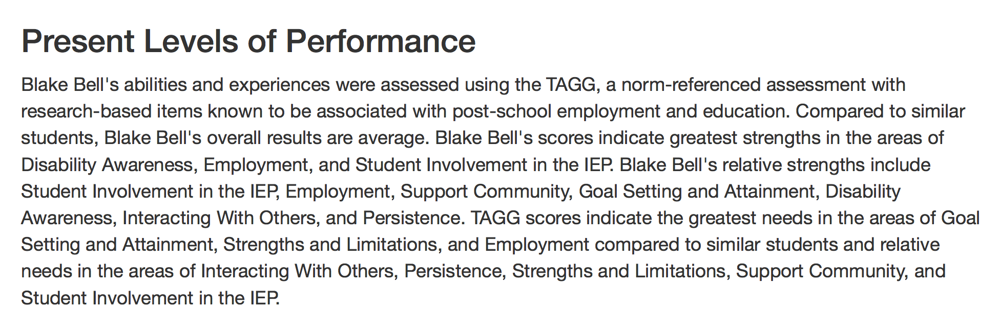 Present Levels of Performance
Blake Bell's abilities and experiences were assessed using the TAGG, a norm-referenced assessment with
research-based items known to be associated with post-school employment and education. Compared to similar
students, Blake Bell's overall results are average. Blake Bell's scores indicate greatest strengths in the areas of
Disability Awareness, Employment, and Student Involvement in the IEP. Blake Bell's relative strengths include
Student Involvement in the IEP, Employment, Support Community, Goal Setting and Attainment, Disability
Awareness, Interacting With Others, and Persistence. TAGG scores indicate the greatest needs in the areas of Goal
Setting and Attainment, Strengths and Limitations, and Employment compared to similar students and relative
needs in the areas of Interacting With Others, Persistence, Strengths and Limitations, Support Community, and
Student Involvement in the IEP.